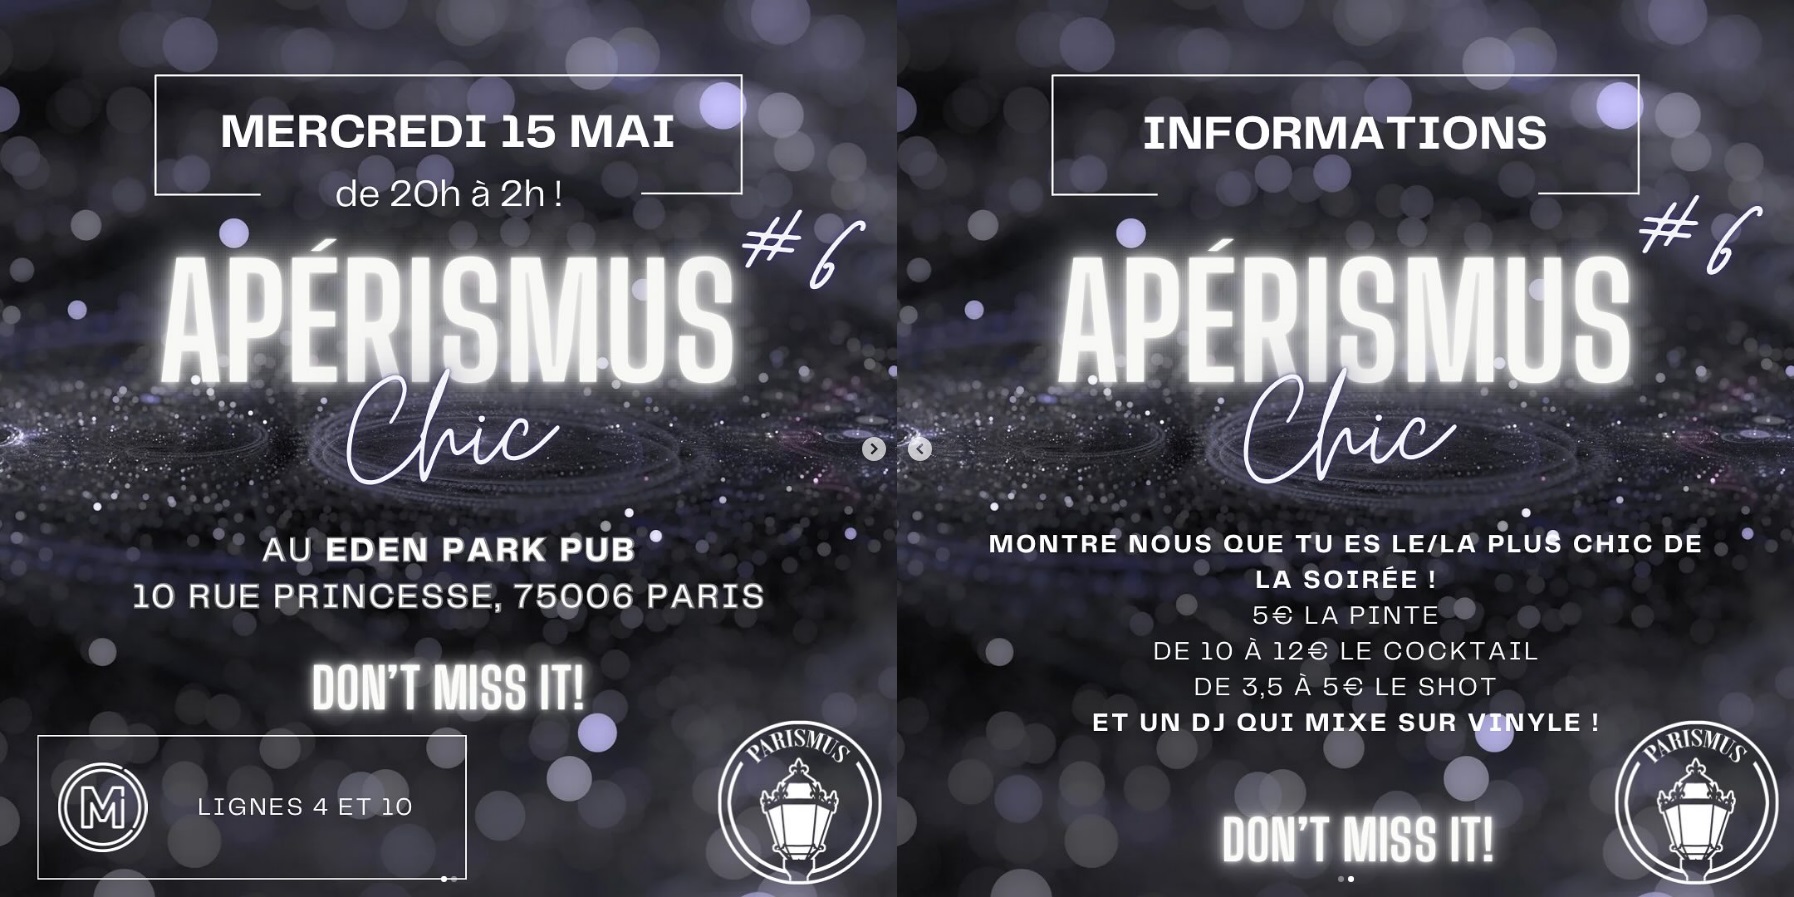 MERCREDI 15 MAI
de 20h à 2h !
APÉRISMUS #6
Chic
AU EDEN PARK PUB
10 RUE PRINCESSE, 75006 PARIS
DON'T MISS IT!
M
LIGNES 4 ET 10
PARISMUS
INFORMATIONS
APÉRISMUS #6
Chic
MONTRE NOUS QUE TU ES LE/LA PLUS CHIC DE
LA SOIRÉE !
5€ LA PINTE
DE 10 À 12€ LE COCKTAIL
DE 3,5 À 5€ LE SHOT
ET UN DJ QUI MIXE SUR VINYLE !
DON'T MISS IT!
PARISMUS